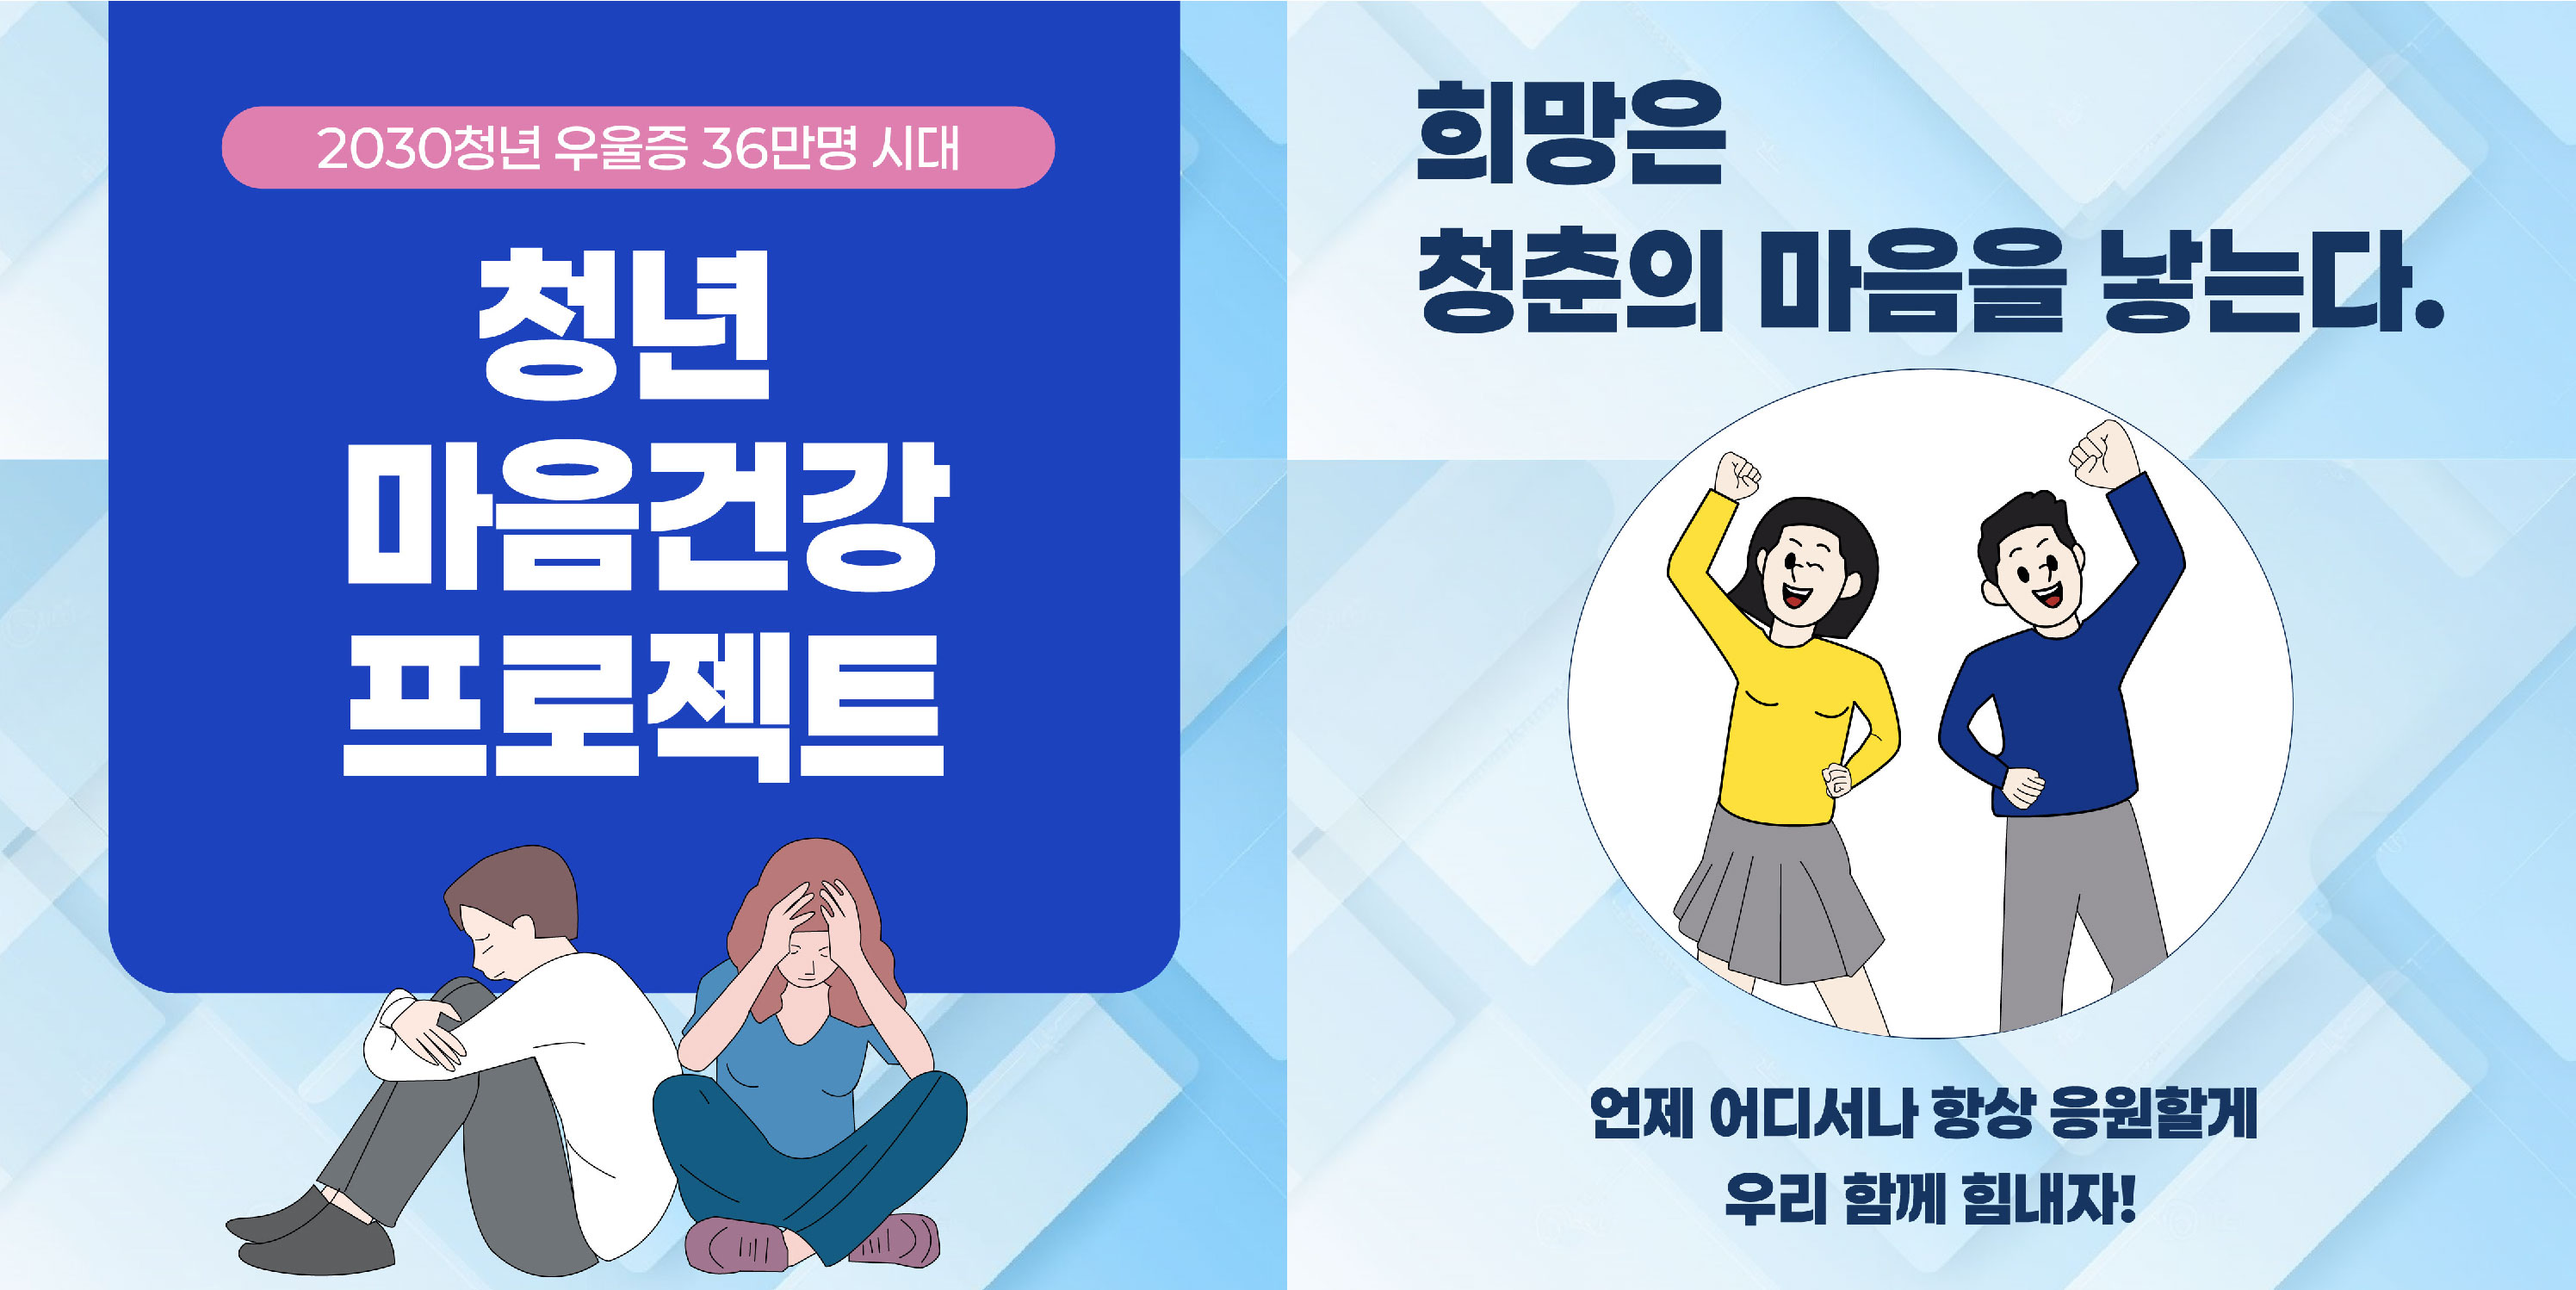 2030청년 우울증 36만명 시대
청년
마음건강
프로젝트
희망은
청춘의 마음을 낳는다.
언제 어디서나 항상 응원할게
우리 함께 힘내자!